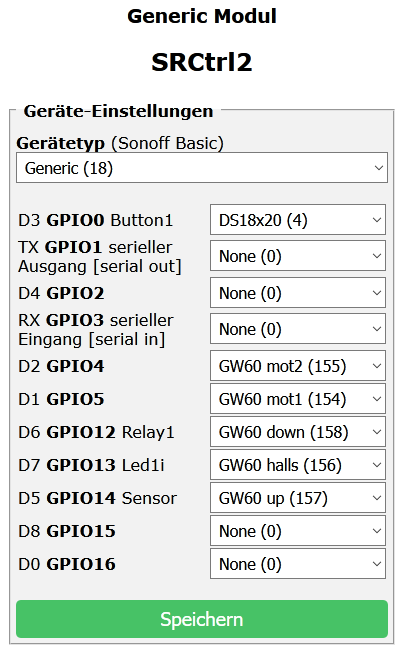 Generic Modul
SRCtrl2
Geräte-Einstellungen
Gerätetyp (Sonoff Basic)
Generic (18)
D3 GPIO0 Button1 DS18x20 (4)
TX GPIO1 serieller
Ausgang [serial out] None (0)
D4 GPIO2 None (0)
RX GPIO3 serieller
Eingang [serial in] None (0)
D2 GPIO4 GW60 mot2 (155)
D1 GPIO5 GW60 mot1 (154)
D6 GPIO12 Relay1 GW60 down (158)
D7 GPIO13 Led1i GW60 halls (156)
D5 GPIO14 Sensor GW60 up (157)
D8 GPIO15 None (0)
D0 GPIO16 None (0)
Speichern